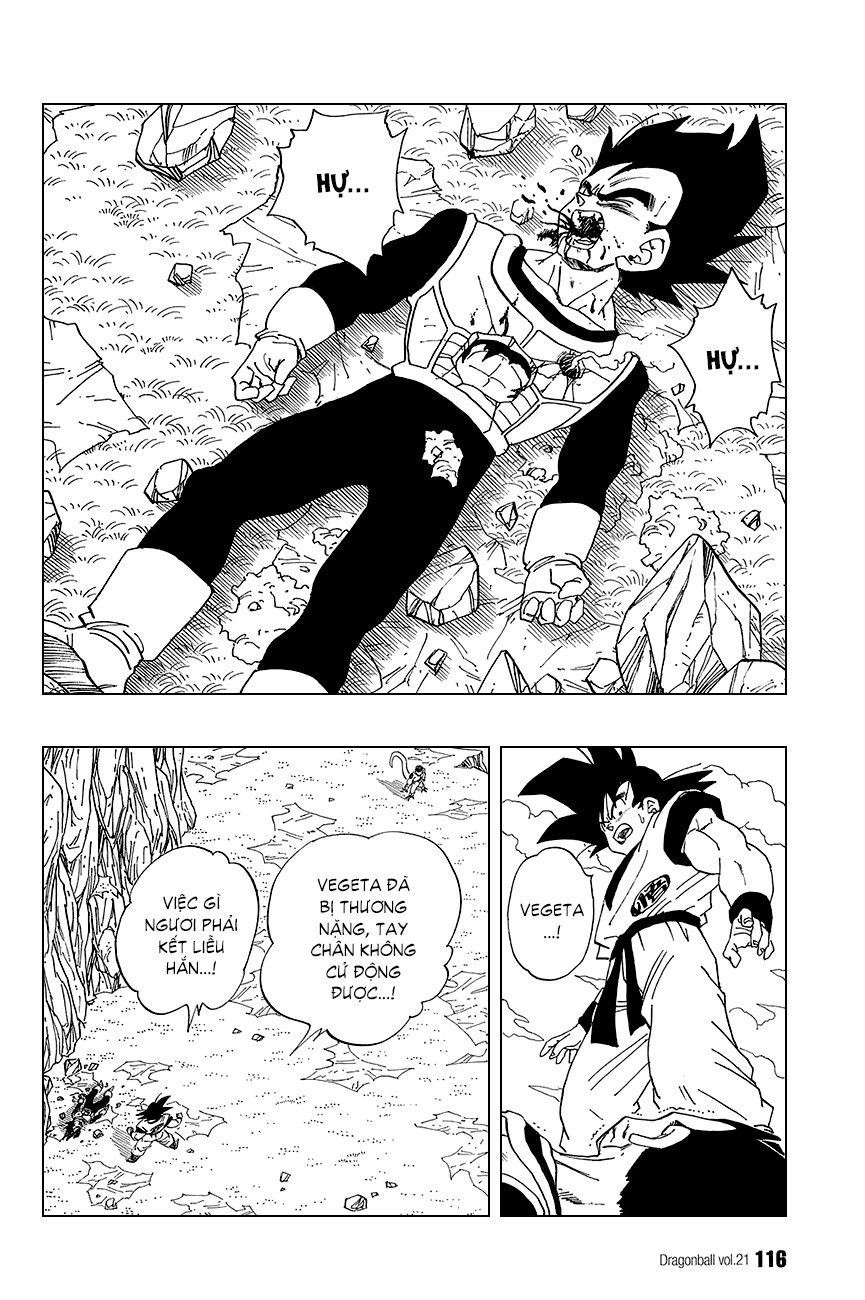 HỰ...
HỰ...
VEGETA
...!
VEGETA ĐÃ
BỊ THƯƠNG
NẶNG, TAY
CHÂN KHÔNG
CỬ ĐỘNG
ĐƯỢC...!
VIỆC GÌ
NGƯƠI PHẢI
KẾT LIỄU
HẮN...!
Dragonball vol.21 116